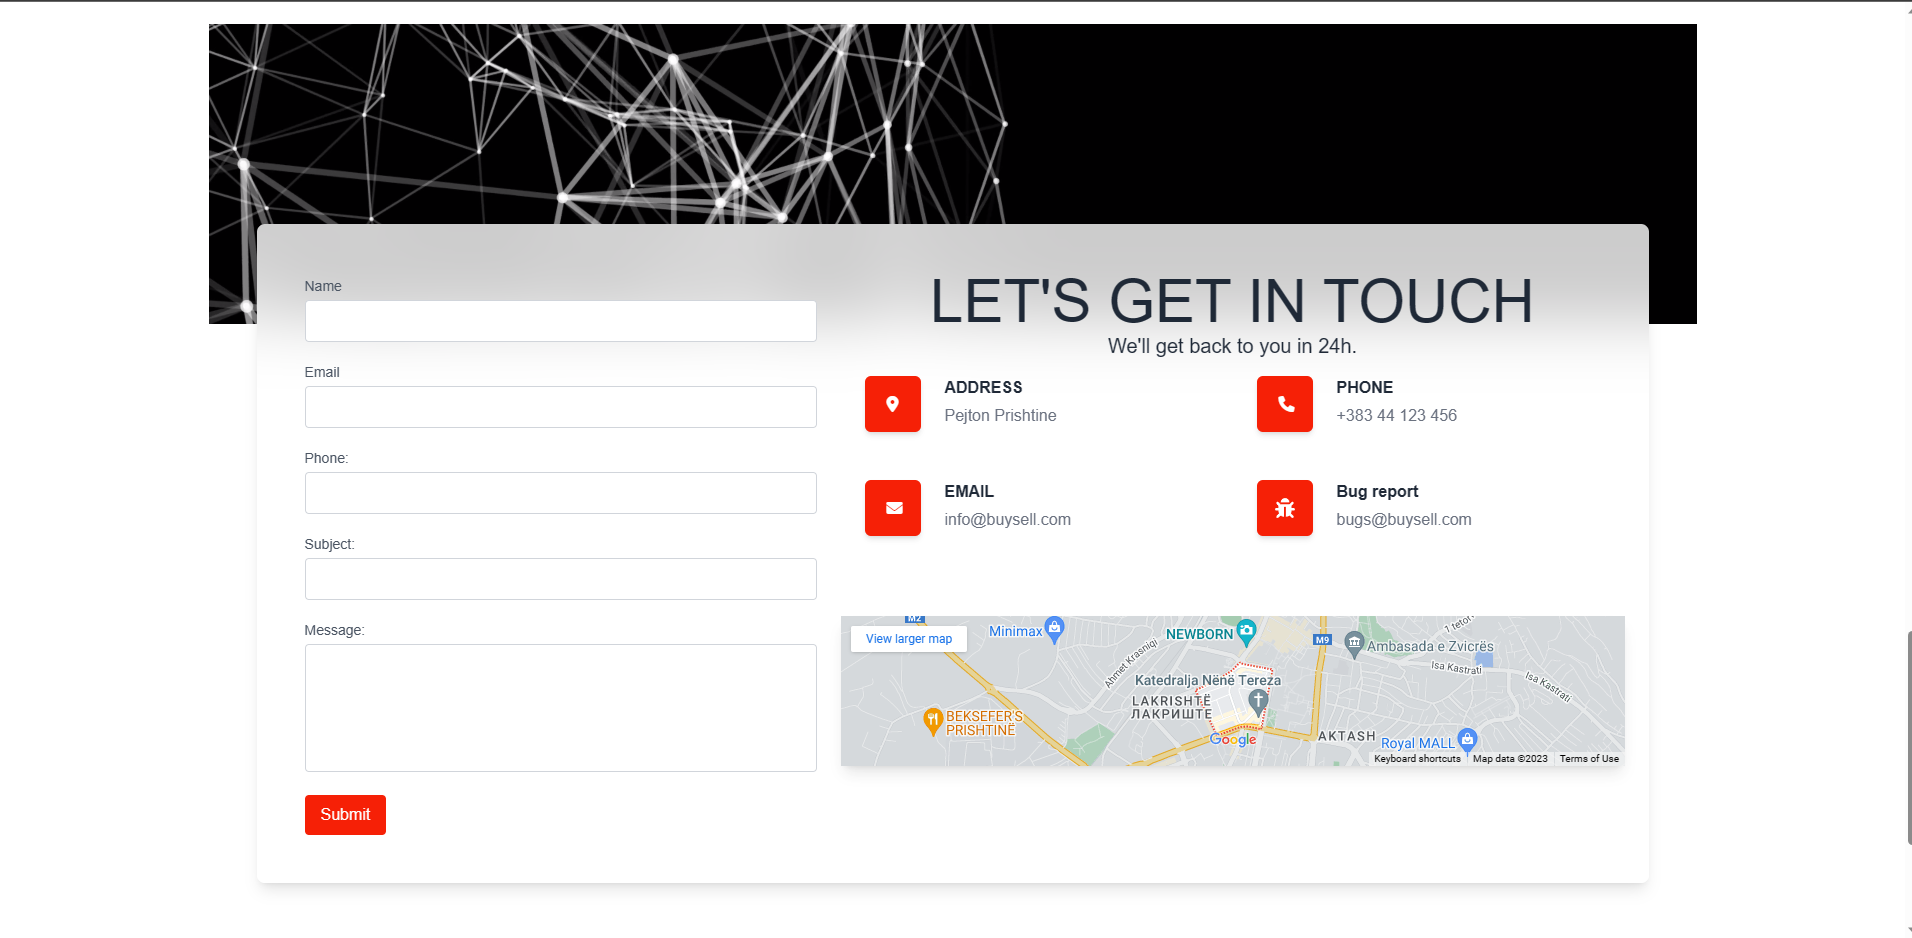 Name
Email
Phone:
Subject:
Message:
Submit
LET'S GET IN TOUCH
We'll get back to you in 24h.
ADDRESS
Pejton Prishtine
PHONE
+383 44 123 456
EMAIL
info@buysell.com
Bug report
bugs@buysell.com
M2
View larger map
Minimax
NEWBORN
M9
1 tetor
Ambasada e Zvicrës
Ahmet Krasniqi
Isa Kastrati
Isa Kastrati
Katedralja Nënë Tereza
LAKRISHTË
ЛАКРИШТЕ
BEKSEFER'S
PRISHTINË
Google
AKTASH
Royal MALL
Keyboard shortcuts
Map data ©2023
Terms of Use